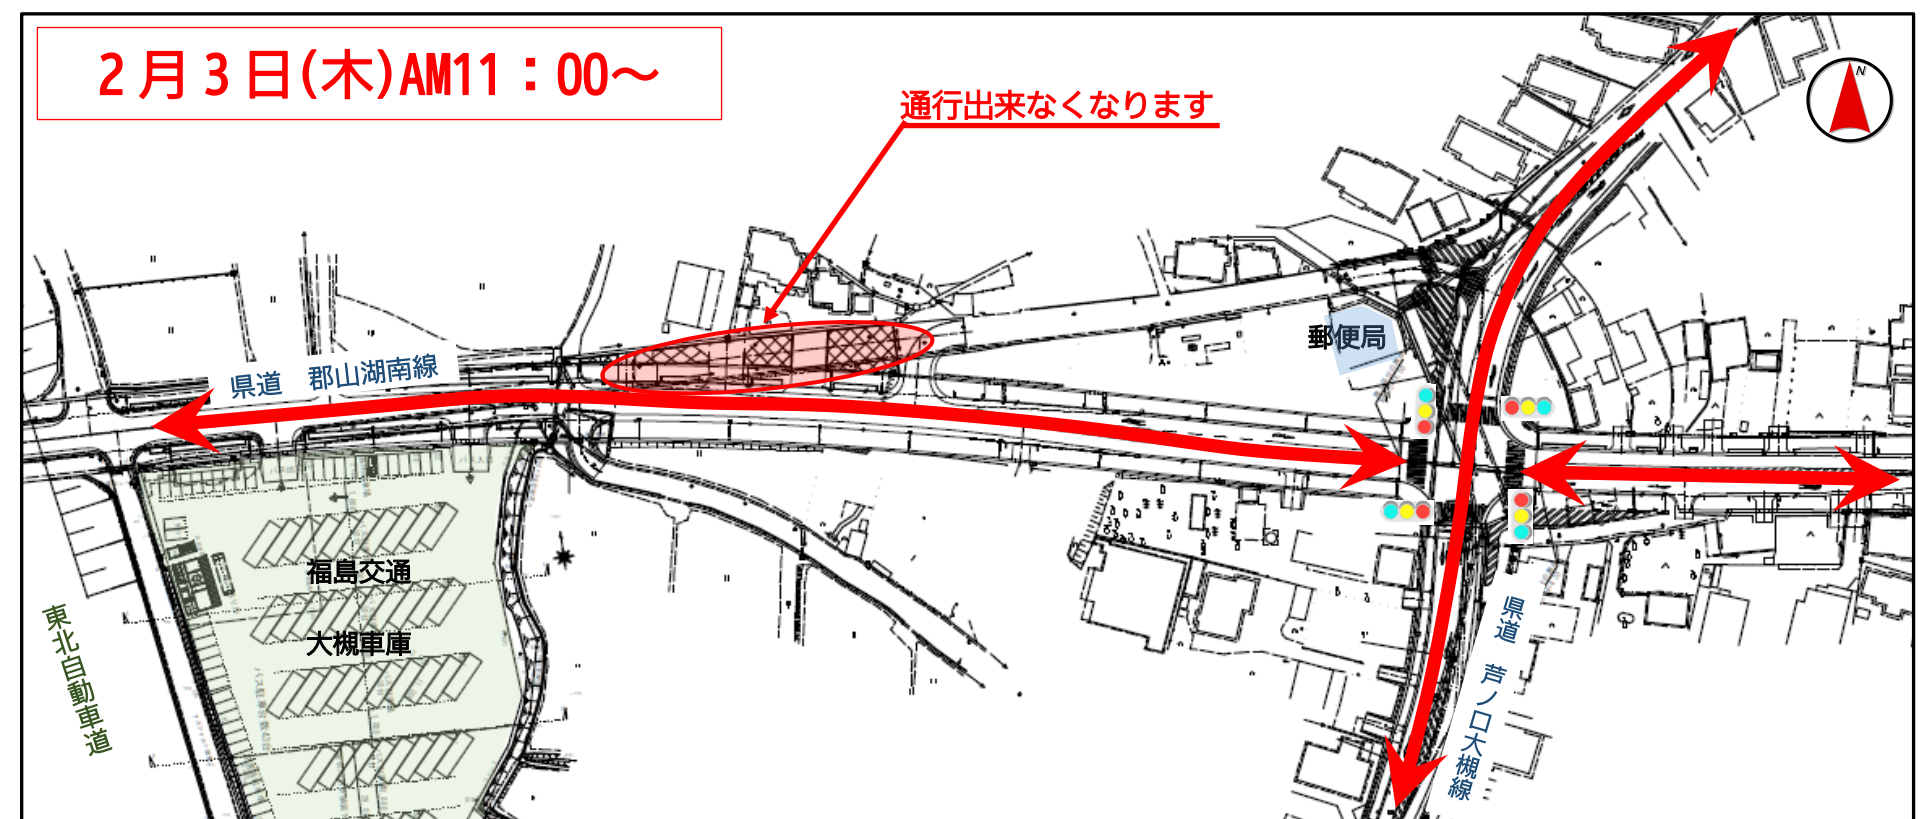 ２月３日(木)AM11：00～
通行出来なくなります
N
郵便局
県道　郡山湖南線
福島交通
大槻車庫
東北自動車道
県道　芦ノ口大槻線